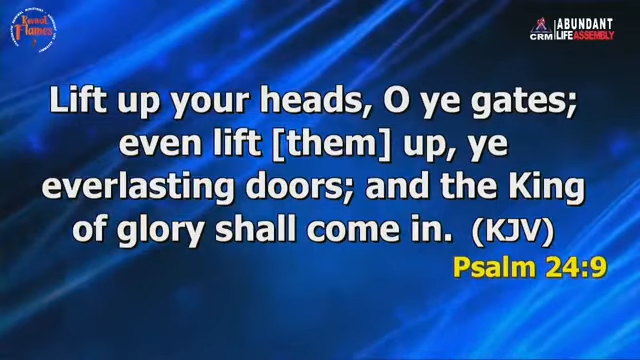 Revival
Flames
CRM
ABUNDANT
LIFE ASSEMBLY
Lift up your heads, O ye gates;
even lift [them] up, ye
everlasting doors; and the King
of glory shall come in. (KJV)
Psalm 24:9